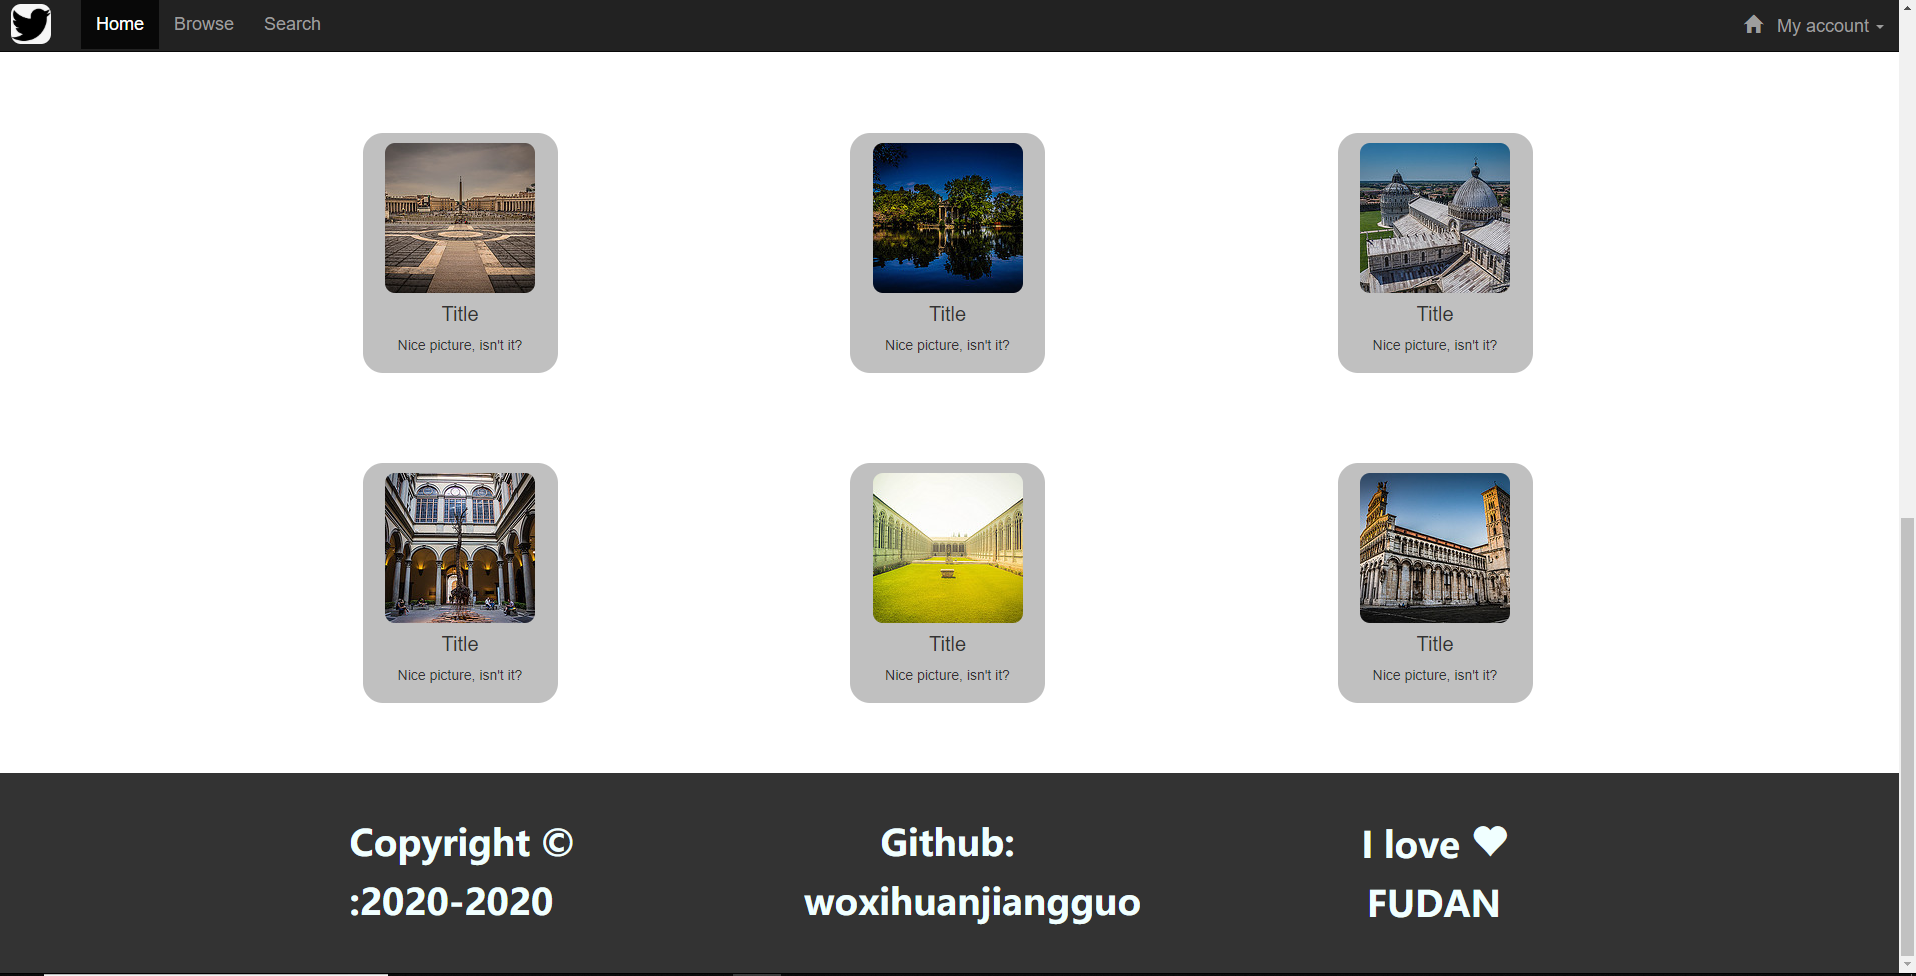 Home Browse Search My account
Title Title Title
Nice picture, isn't it? Nice picture, isn't it? Nice picture, isn't it?
Title Title Title
Nice picture, isn't it? Nice picture, isn't it? Nice picture, isn't it?
Copyright ©
:2020-2020
Github:
woxihuanjiangguo
I love ♥
FUDAN